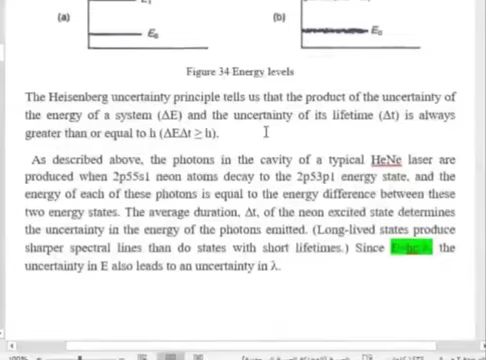 (a)
E₀
(b)
E₀
Figure 34 Energy levels
The Heisenberg uncertainty principle tells us that the product of the uncertainty of
the energy of a system (ΔE) and the uncertainty of its lifetime (Δt) is always
greater than or equal to h (ΔEΔt ≥ h).
As described above, the photons in the cavity of a typical HeNe laser are
produced when 2p55s1 neon atoms decay to the 2p53p1 energy state, and the
energy of each of these photons is equal to the energy difference between these
two energy states. The average duration, Δt, of the neon excited state determines
the uncertainty in the energy of the photons emitted. (Long-lived states produce
sharper spectral lines than do states with short lifetimes.) Since the
uncertainty in E also leads to an uncertainty in λ.